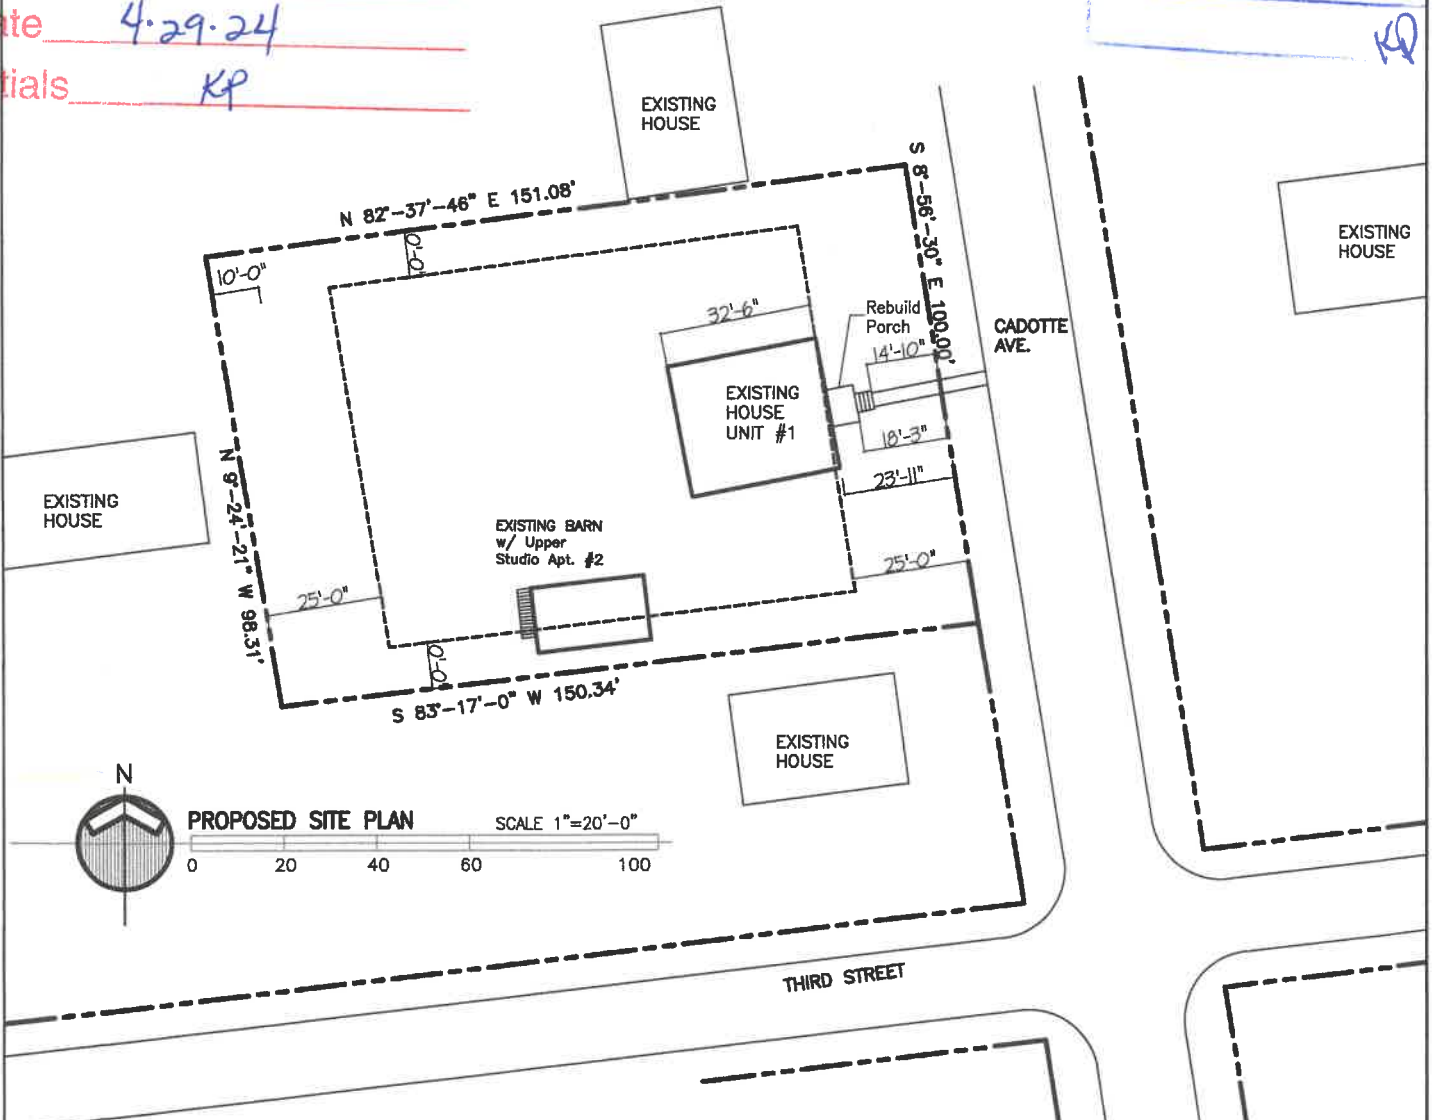 4.29.24
KP
KP
EXISTING
HOUSE
N 82°-37'-46" E 151.08'
S 8°-56'-30" E 100.00'
EXISTING
HOUSE
10'-0"
0'-0"
32'-6"
Rebuild
Porch
14'-10"
CADOTTE
AVE.
EXISTING
HOUSE
UNIT #1
18'-3"
23'-11"
N 9°-24'-21" W 98.31'
EXISTING
HOUSE
EXISTING BARN
w/ Upper
Studio Apt. #2
25'-0"
25'-0"
0'-0"
S 83°-17'-0" W 150.34'
EXISTING
HOUSE
N
PROPOSED SITE PLAN
SCALE 1"=20'-0"
0 20 40 60 100
THIRD STREET